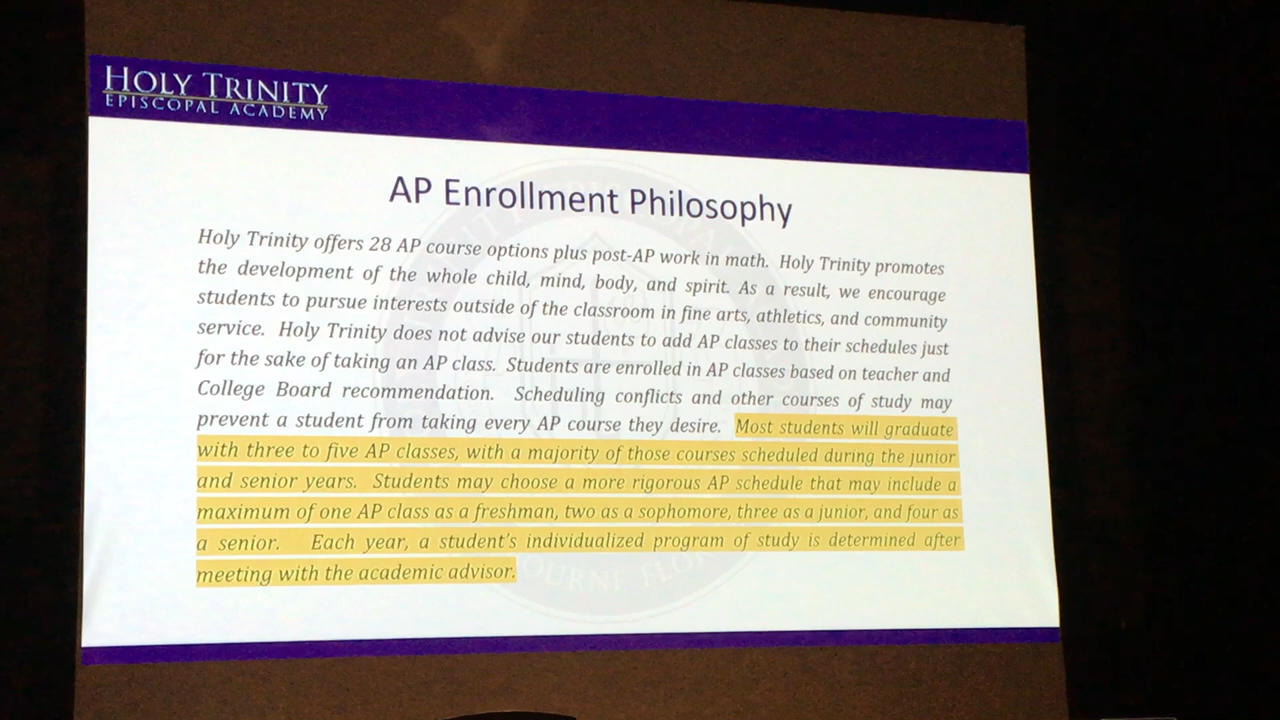 HOLY TRINITY
EPISCOPAL ACADEMY
AP Enrollment Philosophy
Holy Trinity offers 28 AP course options plus post-AP work in math. Holy Trinity promotes
the development of the whole child, mind, body, and spirit. As a result, we encourage
students to pursue interests outside of the classroom in fine arts, athletics, and community
service. Holy Trinity does not advise our students to add AP classes to their schedules just
for the sake of taking an AP class. Students are enrolled in AP classes based on teacher and
College Board recommendation. Scheduling conflicts and other courses of study may
prevent a student from taking every AP course they desire. Most students will graduate
with three to five AP classes, with a majority of those courses scheduled during the junior
and senior years. Students may choose a more rigorous AP schedule that may include a
maximum of one AP class as a freshman, two as a sophomore, three as a junior, and four as
a senior. Each year, a student's individualized program of study is determined after
meeting with the academic advisor.